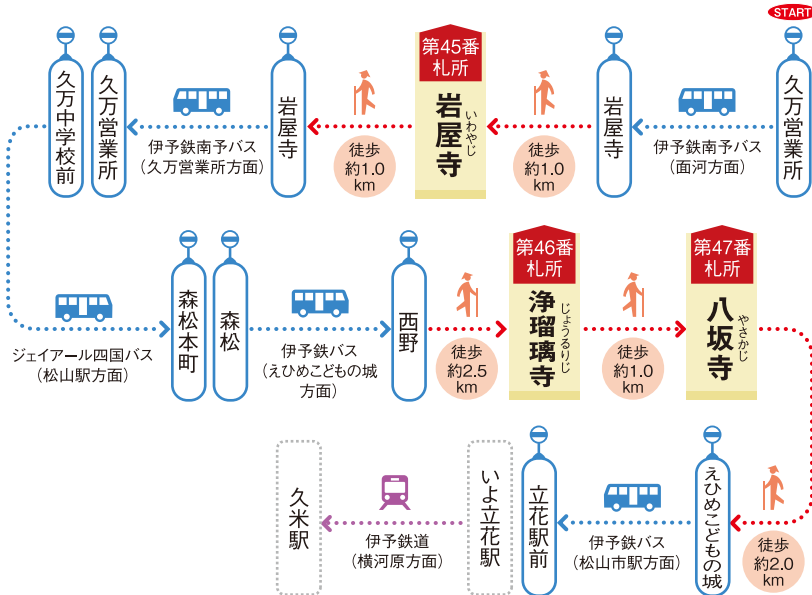 START
久万営業所
伊予鉄南予バス
(面河方面)
岩屋寺
徒歩
約1.0
km
第45番
札所
岩屋寺
いわやじ
徒歩
約1.0
km
岩屋寺
伊予鉄南予バス
(久万営業所方面)
久万営業所
久万中学校前
ジェイアール四国バス
(松山駅方面)
森松本町
森松
伊予鉄バス
(えひめこどもの城
方面)
西野
徒歩
約2.5
km
第46番
札所
浄瑠璃寺
じょうるりじ
徒歩
約1.0
km
第47番
札所
八坂寺
やさかじ
徒歩
約2.0
km
えひめこどもの城
伊予鉄バス
(松山市駅方面)
立花駅前
いよ立花駅
伊予鉄道
(横河原方面)
久米駅